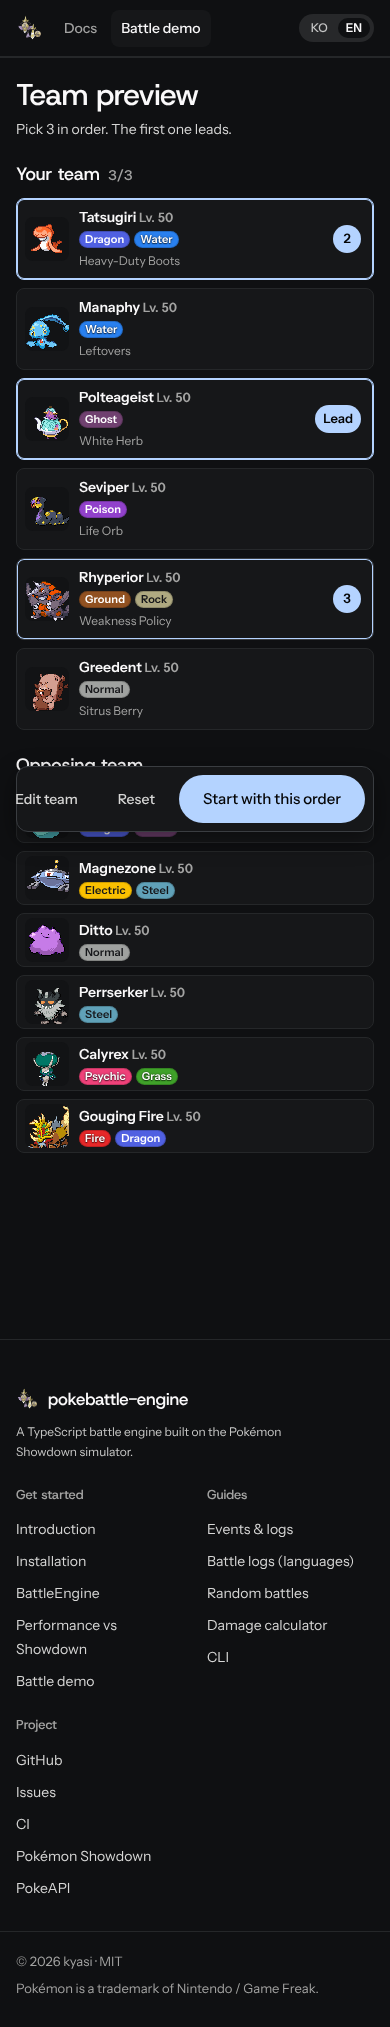 Docs
Battle demo
KO
EN
Team preview
Pick 3 in order. The first one leads.
Your team 3/3
Tatsugiri Lv. 50
Dragon Water
2
Heavy-Duty Boots
Manaphy Lv. 50
Water
Leftovers
Polteageist Lv. 50
Ghost
Lead
White Herb
Seviper Lv. 50
Poison
Life Orb
Rhyperior Lv. 50
Ground Rock
3
Weakness Policy
Greedent Lv. 50
Normal
Sitrus Berry
Opposing team
Edit team
Reset
Start with this order
Magnezone Lv. 50
Electric Steel
Ditto Lv. 50
Normal
Perrserker Lv. 50
Steel
Calyrex Lv. 50
Psychic Grass
Gouging Fire Lv. 50
Fire Dragon
pokebattle-engine
A TypeScript battle engine built on the Pokémon
Showdown simulator.
Get started
Introduction
Installation
BattleEngine
Performance vs
Showdown
Battle demo
Guides
Events & logs
Battle logs (languages)
Random battles
Damage calculator
CLI
Project
GitHub
Issues
CI
Pokémon Showdown
PokeAPI
© 2026 kyasi · MIT
Pokémon is a trademark of Nintendo / Game Freak.